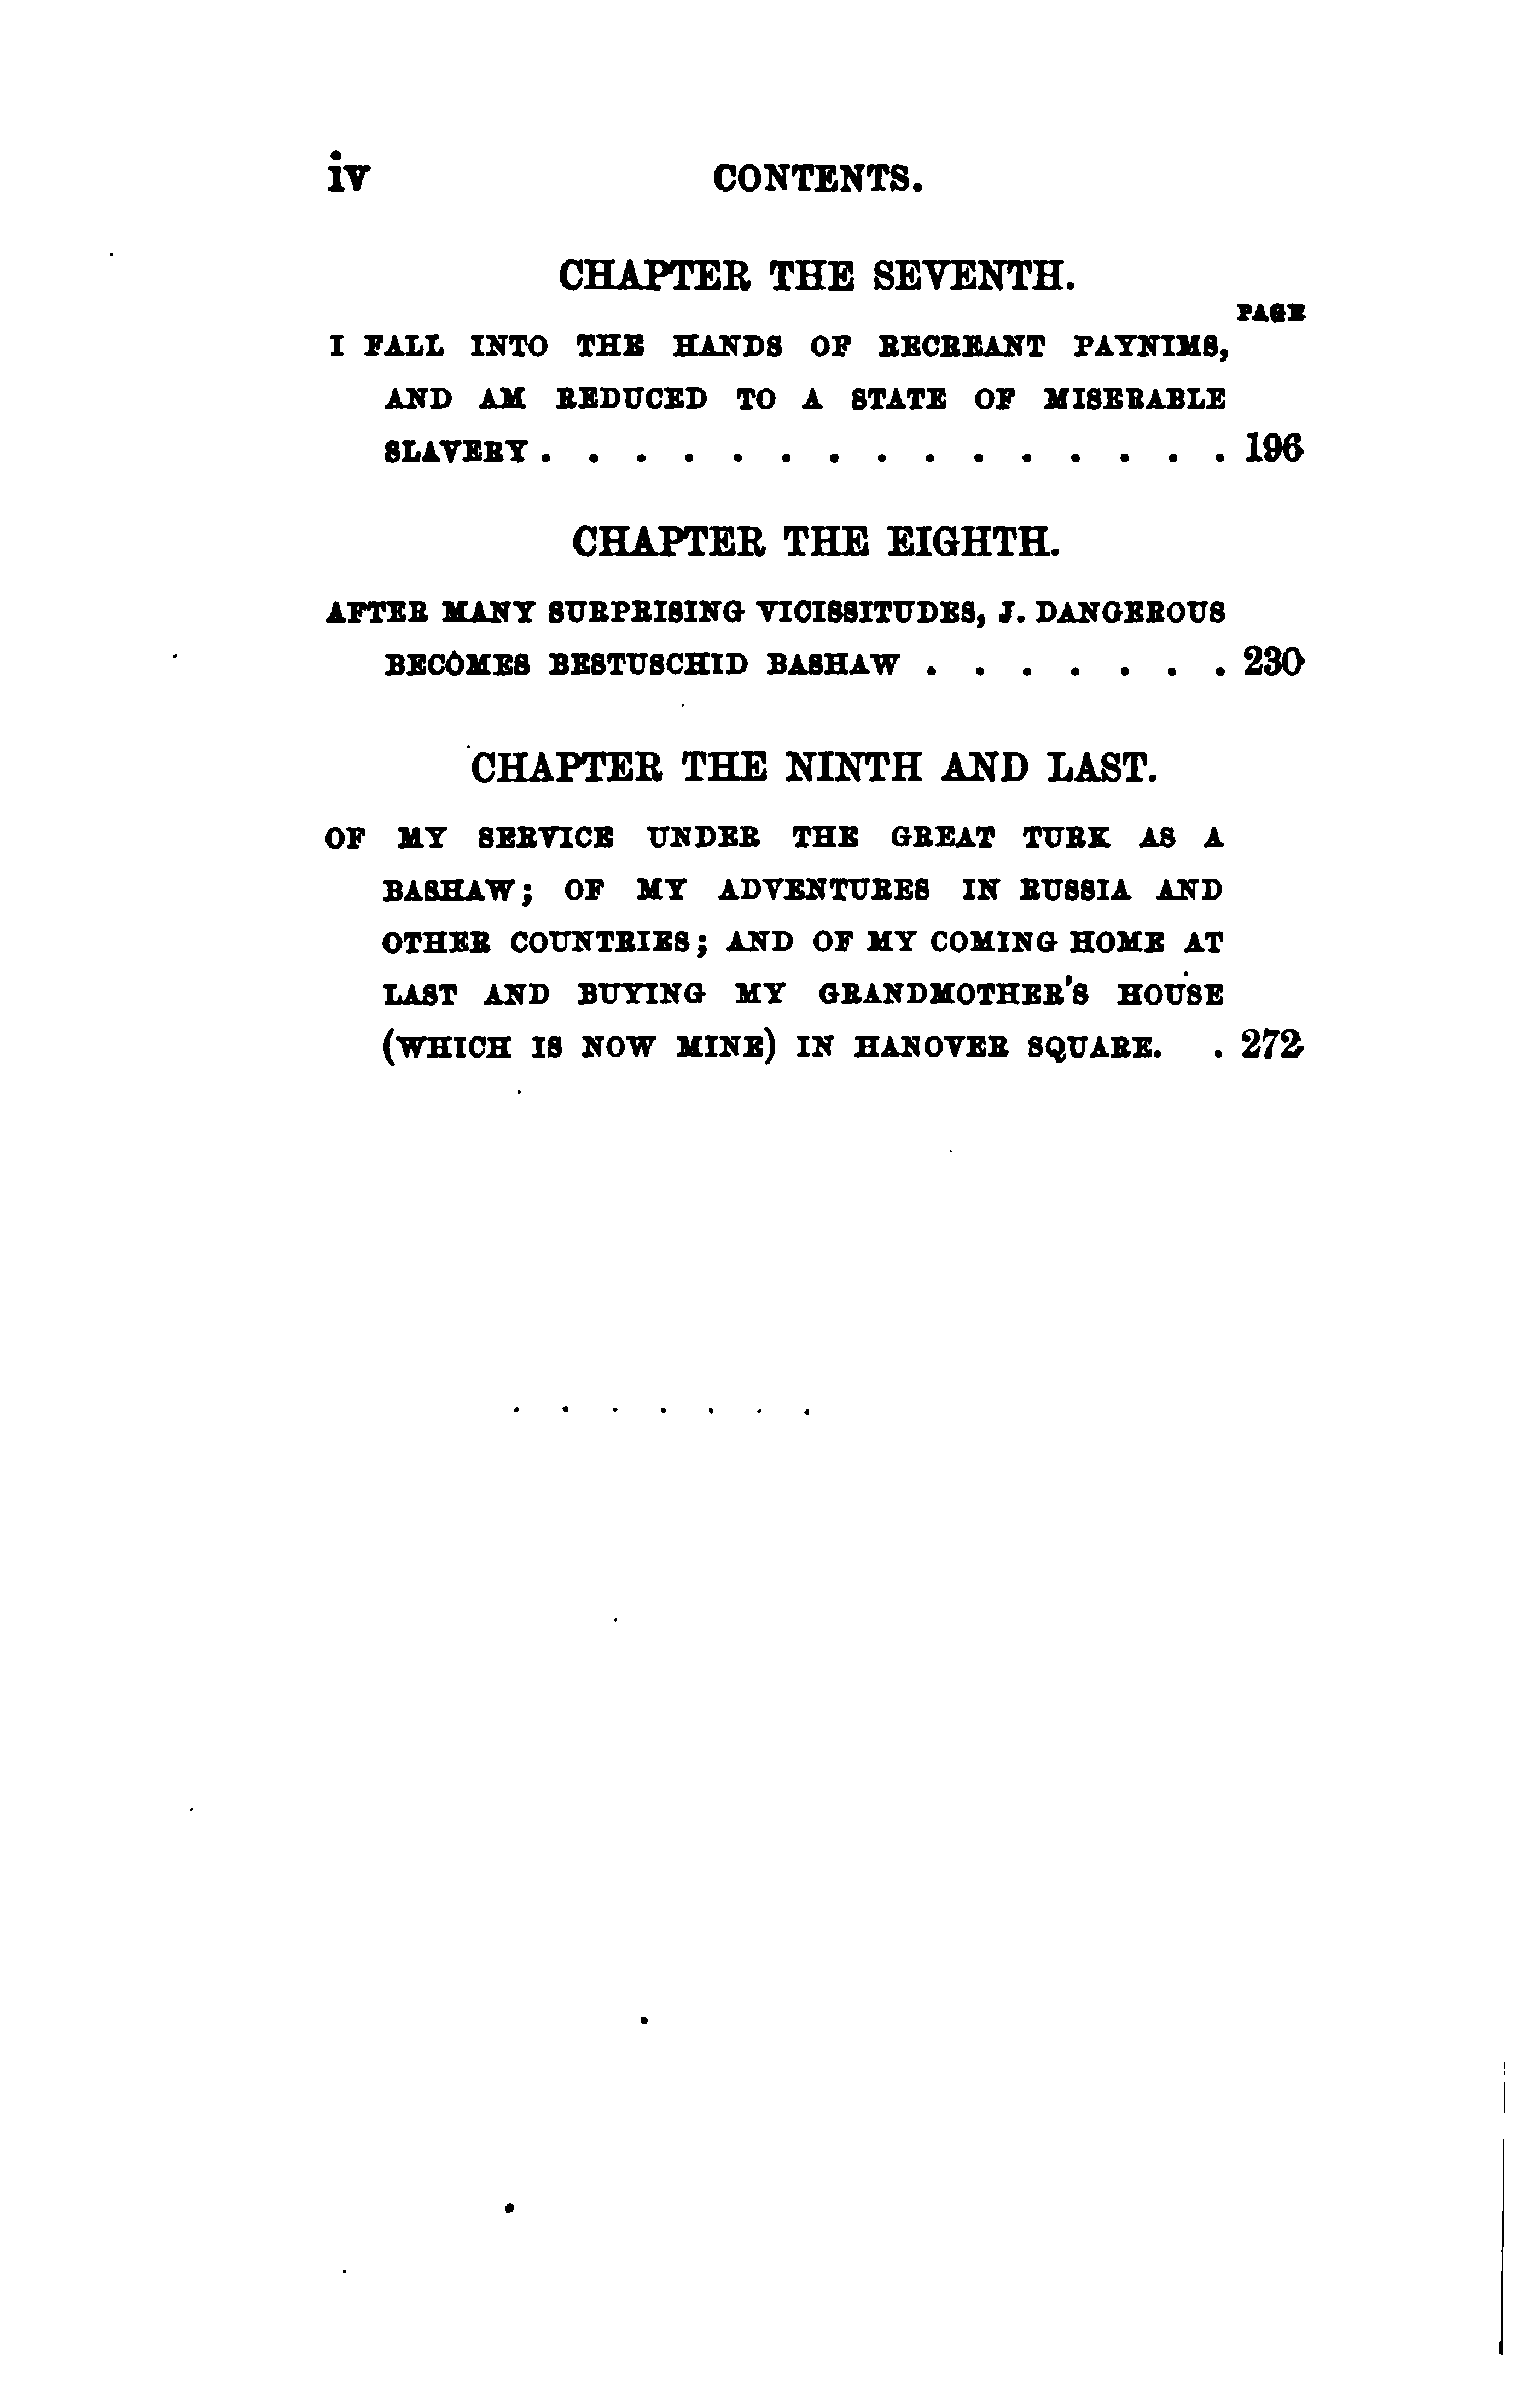 iv CONTENTS.
CHAPTER THE SEVENTH.
PAGE
I FALL INTO THE HANDS OF RECREANT PAYNIMS,
AND AM REDUCED TO A STATE OF MISERABLE
SLAVERY . . . . . . . . . . . . . . . 196
CHAPTER THE EIGHTH.
AFTER MANY SURPRISING VICISSITUDES, J. DANGEROUS
BECOMES BESTUSCHID BASHAW . . . . . . . 230
CHAPTER THE NINTH AND LAST.
OF MY SERVICE UNDER THE GREAT TURK AS A
BASHAW; OF MY ADVENTURES IN RUSSIA AND
OTHER COUNTRIES; AND OF MY COMING HOME AT
LAST AND BUYING MY GRANDMOTHER'S HOUSE
(WHICH IS NOW MINE) IN HANOVER SQUARE. . 272